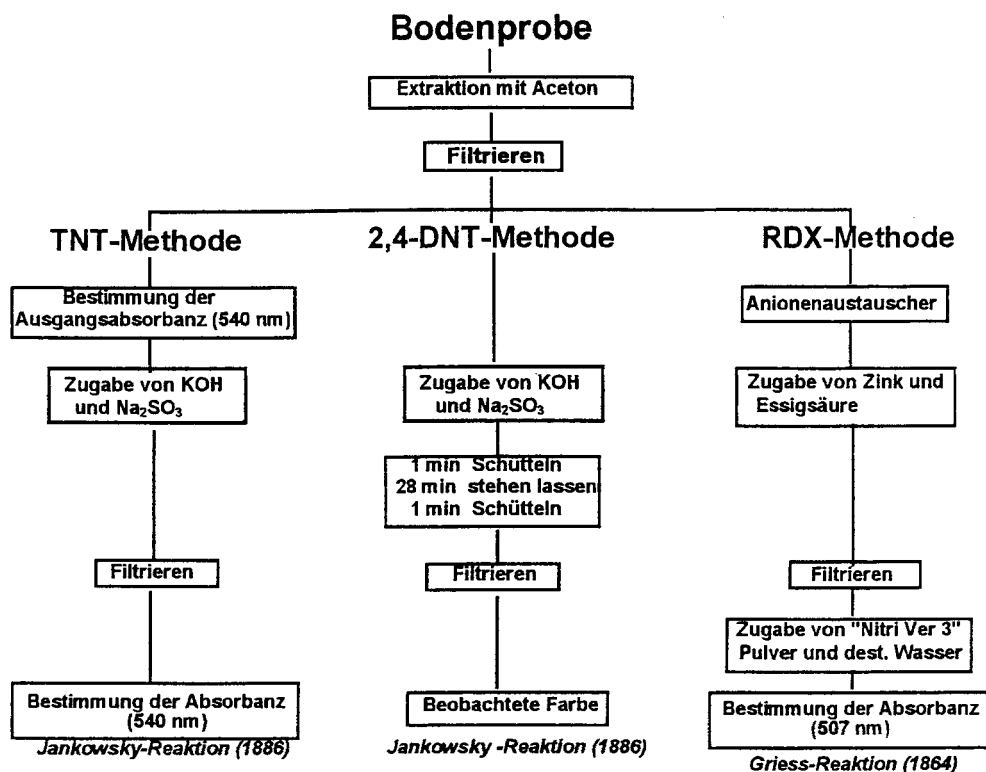 Bodenprobe
Extraktion mit Aceton
Filtrieren
TNT-Methode
Bestimmung der
Ausgangsabsorbanz (540 nm)
Zugabe von KOH
und Na₂SO₃
Filtrieren
Bestimmung der Absorbanz
(540 nm)
Jankowsky-Reaktion (1886)
2,4-DNT-Methode
Zugabe von KOH
und Na₂SO₃
1 min Schütteln
28 min stehen lassen
1 min Schütteln
Filtrieren
Beobachtete Farbe
Jankowsky -Reaktion (1886)
RDX-Methode
Anionenaustauscher
Zugabe von Zink und
Essigsäure
Filtrieren
Zugabe von "Nitri Ver 3"
Pulver und dest. Wasser
Bestimmung der Absorbanz
(507 nm)
Griess-Reaktion (1864)